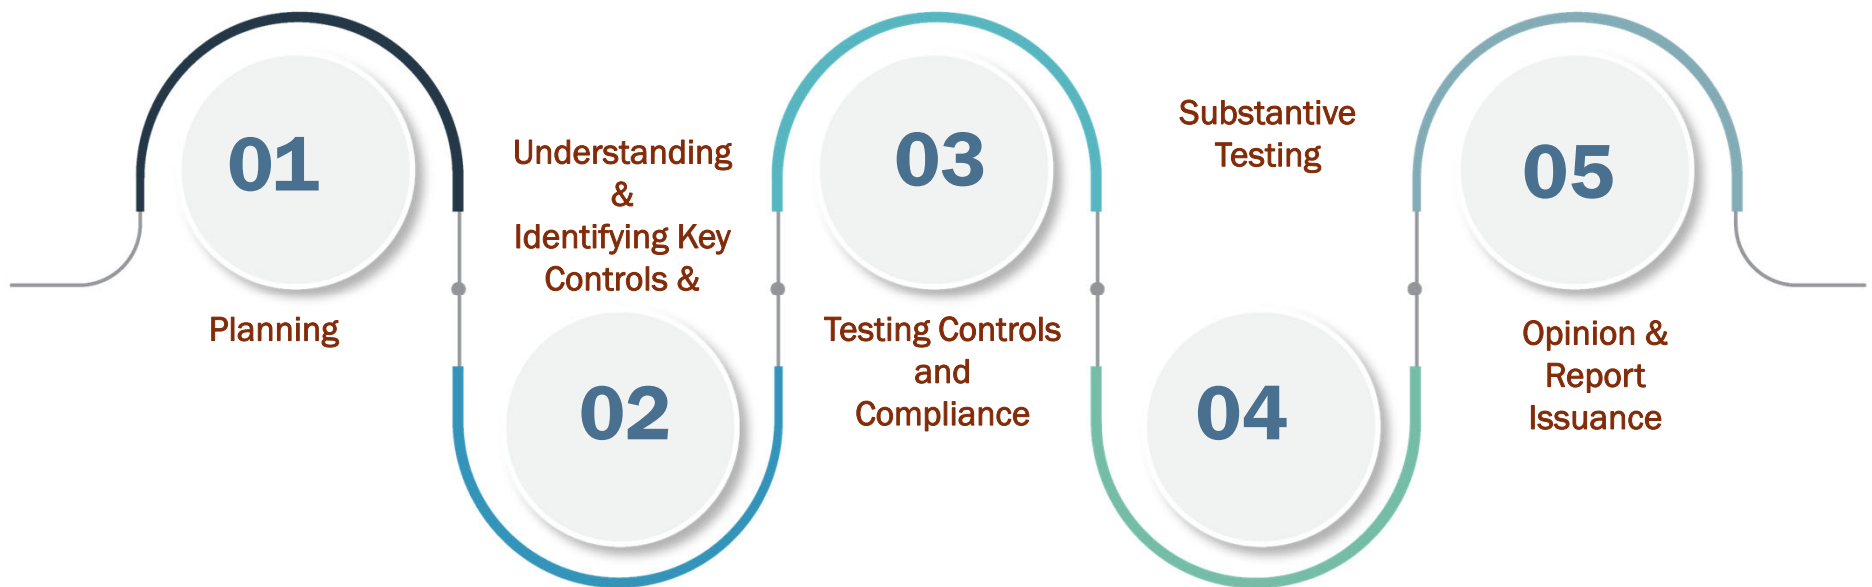 01
Planning
Understanding
&
Identifying Key
Controls &
02
03
Testing Controls
and
Compliance
Substantive
Testing
04
05
Opinion &
Report
Issuance